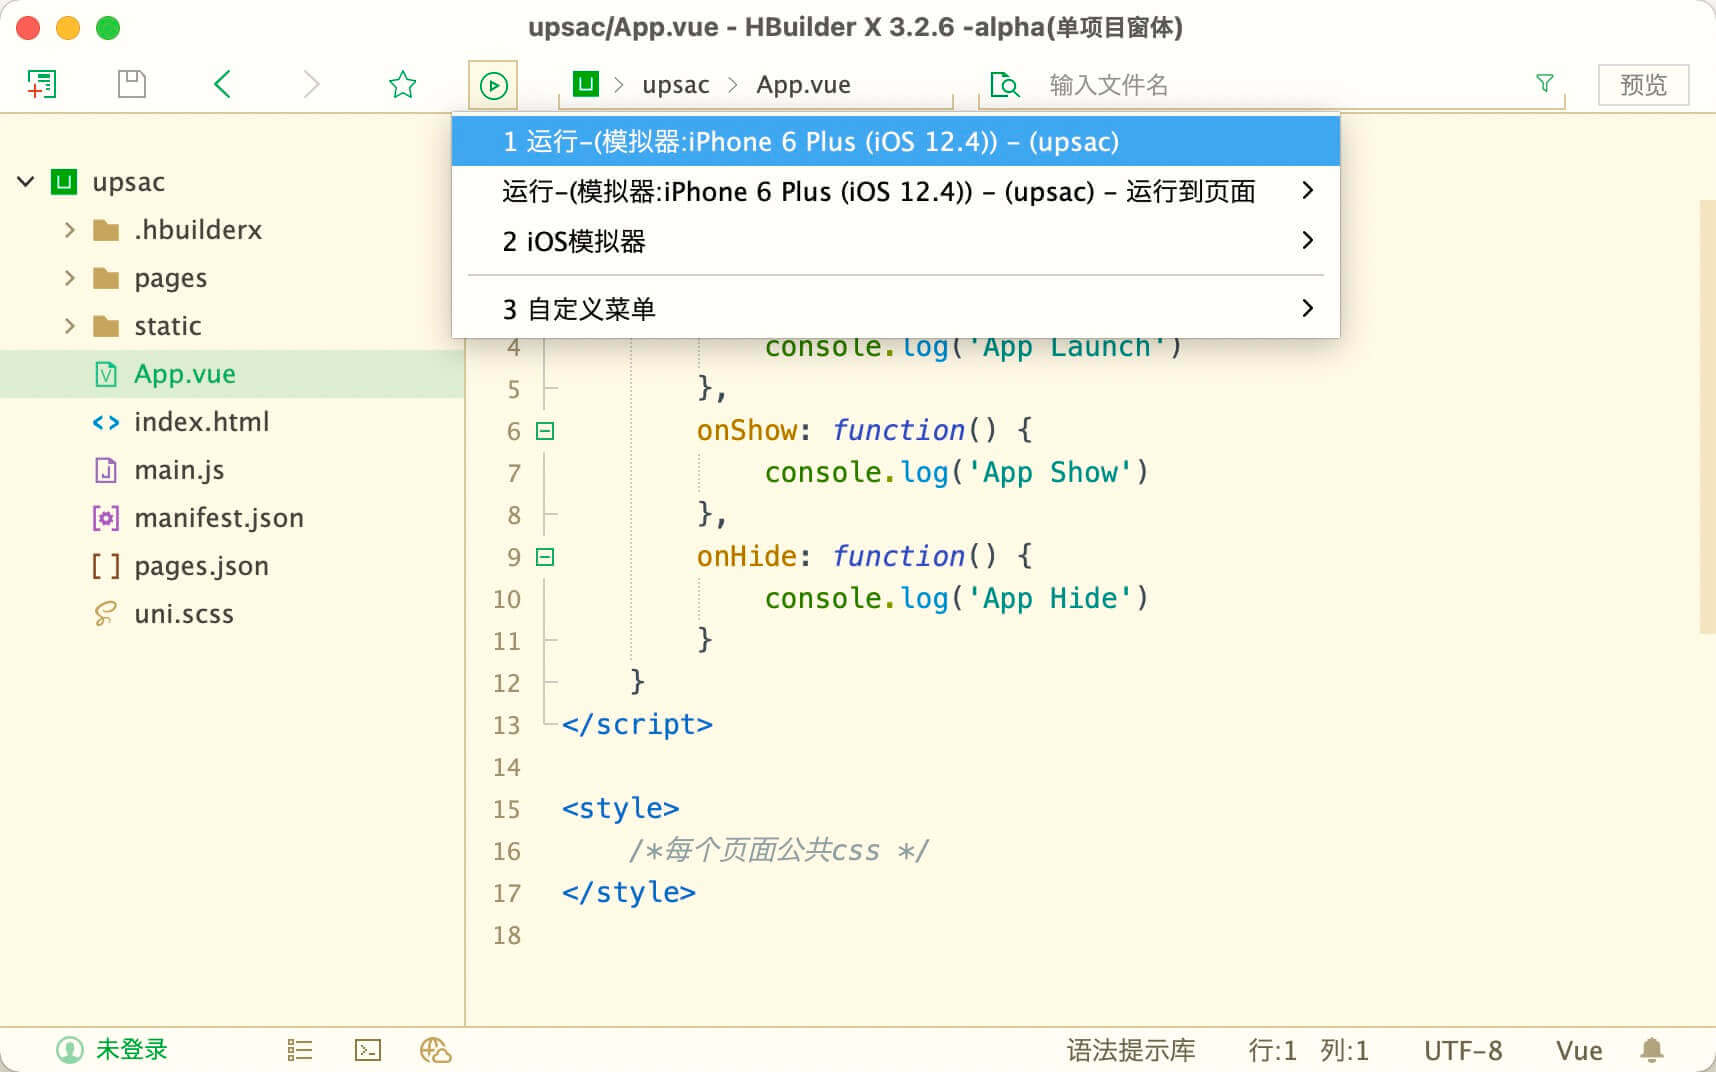 upsac/App.vue - HBuilder X 3.2.6 -alpha(单项目窗体)
U > upsac > App.vue
输入文件名
预览
1 运行-(模拟器:iPhone 6 Plus (iOS 12.4)) - (upsac)
运行-(模拟器:iPhone 6 Plus (iOS 12.4)) - (upsac) - 运行到页面
2 iOS模拟器
3 自定义菜单
upsac
.hbuilderx
pages
static
App.vue
index.html
main.js
manifest.json
pages.json
uni.scss
4 console.log('App Launch')
5 },
6 onShow: function() {
7 console.log('App Show')
8 },
9 onHide: function() {
10 console.log('App Hide')
11 }
12 }
13 </script>
14
15 <style>
16 /*每个页面公共css */
17 </style>
18
未登录
语法提示库 行:1 列:1 UTF-8 Vue